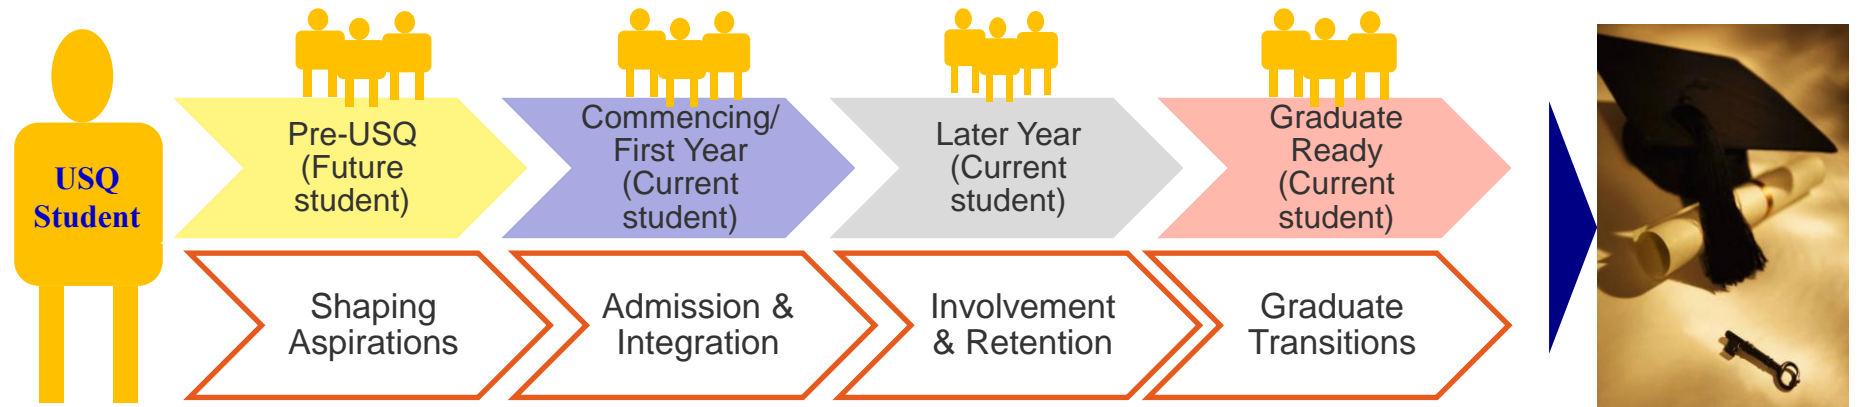 USQ
Student
Pre-USQ
(Future
student)
Commencing/
First Year
(Current
student)
Later Year
(Current
student)
Graduate
Ready
(Current
student)
Shaping
Aspirations
Admission &
Integration
Involvement
& Retention
Graduate
Transitions